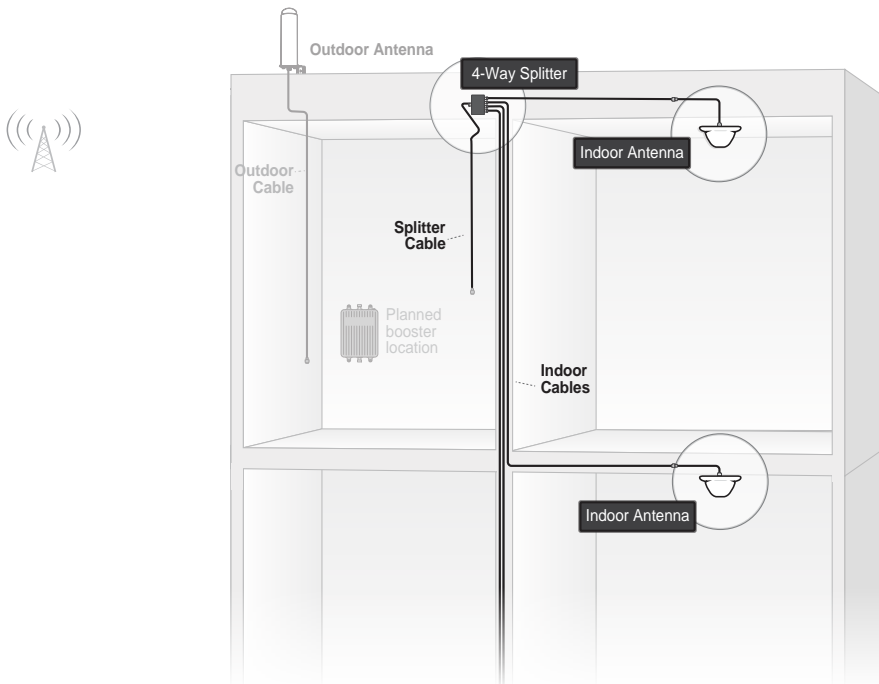 Outdoor Antenna
4-Way Splitter
Indoor Antenna
Outdoor
Cable
Splitter
Cable
Planned
booster
location
Indoor
Cables
Indoor Antenna